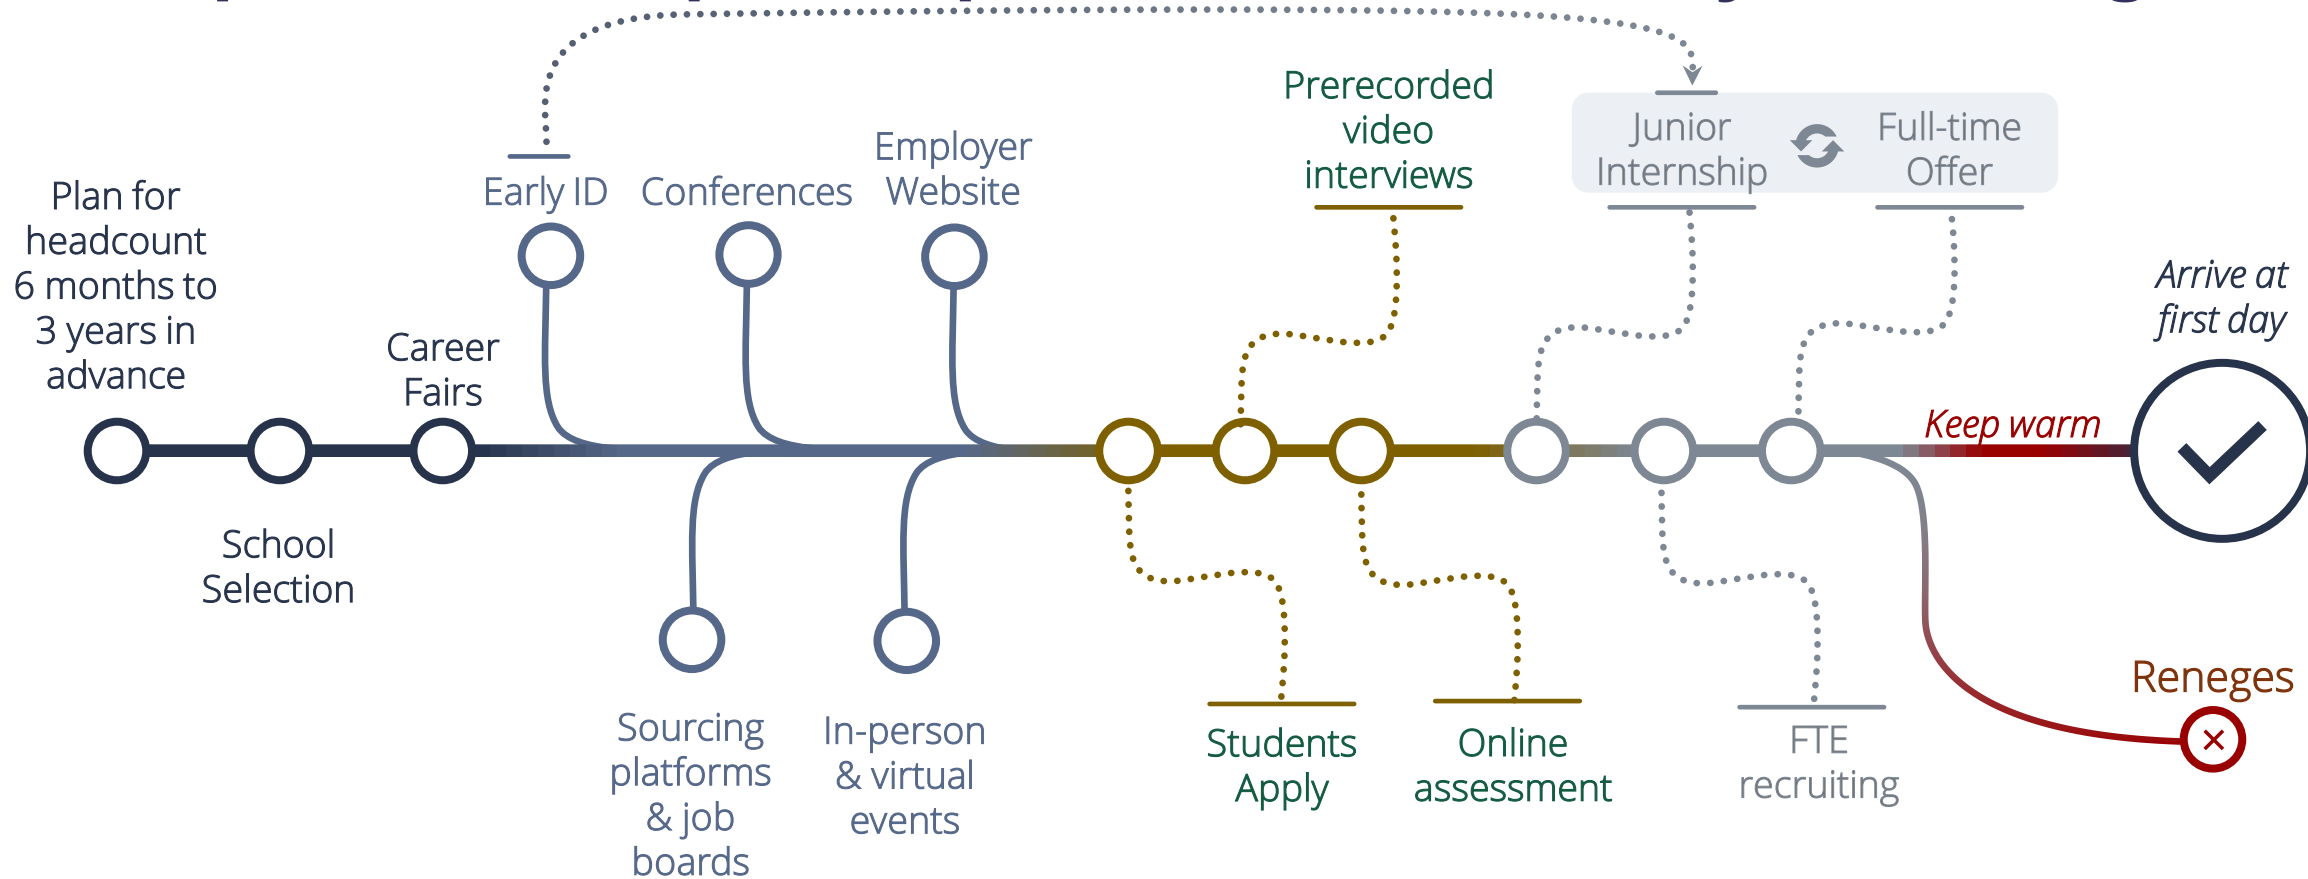 Plan for
headcount
6 months to
3 years in
advance
School
Selection
Career
Fairs
Early ID
Conferences
Employer
Website
Sourcing
platforms
& job
boards
In-person
& virtual
events
Prerecorded
video
interviews
Students
Apply
Online
assessment
Junior
Internship
Full-time
Offer
FTE
recruiting
Keep warm
Arrive at
first day
Reneges